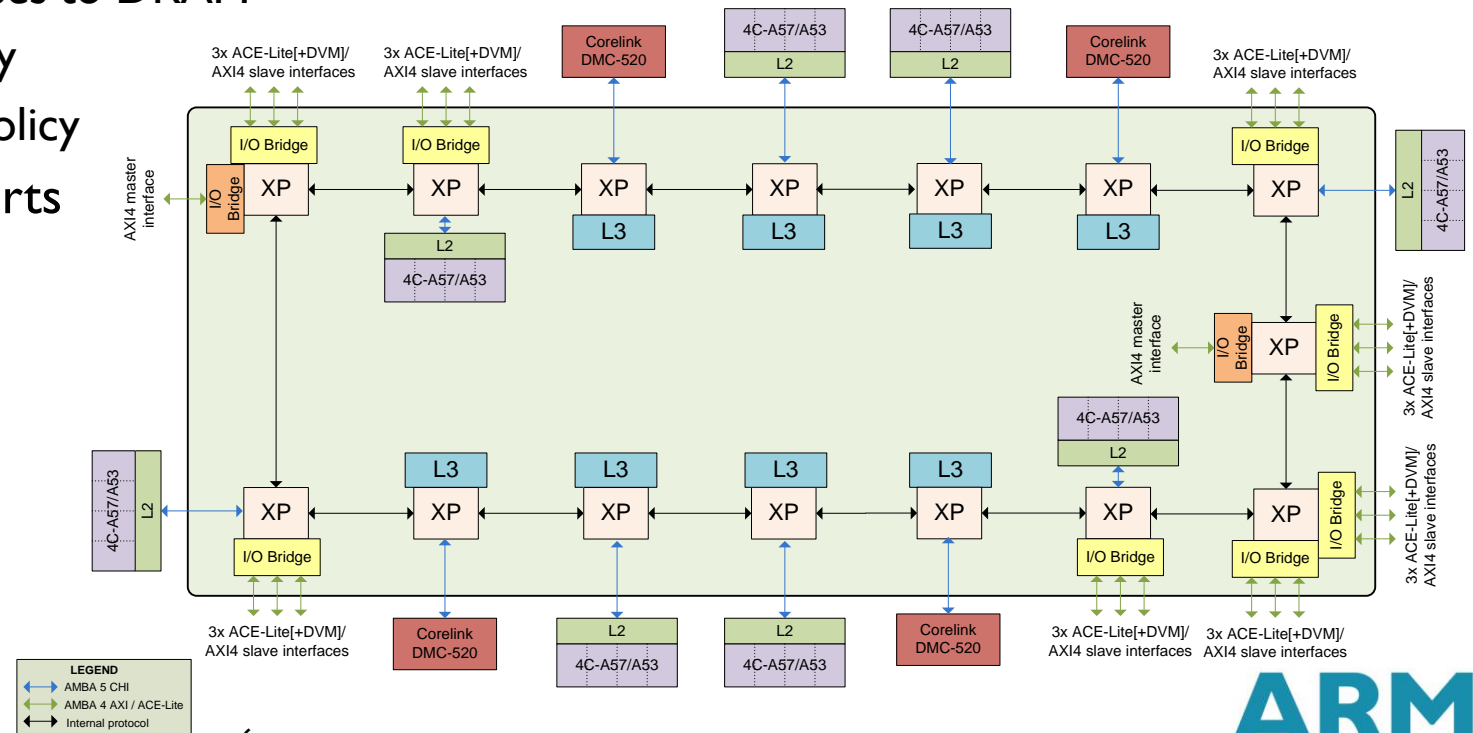 ses to DRAM
y
olicy
rts
3x ACE-Lite[+DVM]/
AXI4 slave interfaces
3x ACE-Lite[+DVM]/
AXI4 slave interfaces
Corelink
DMC-520
4C-A57/A53
L2
4C-A57/A53
L2
Corelink
DMC-520
3x ACE-Lite[+DVM]/
AXI4 slave interfaces
I/O Bridge
I/O Bridge
I/O Bridge
AXI4 master
interface
I/O
Bridge
XP
XP
XP
XP
XP
XP
XP
L2
4C-A57/A53
L2
4C-A57/A53
L3
L3
L3
L3
AXI4 master
interface
I/O
Bridge
XP
I/O Bridge
3x ACE-Lite[+DVM]/
AXI4 slave interfaces
4C-A57/A53
L2
4C-A57/A53
L2
L3
L3
L3
L3
XP
XP
XP
XP
XP
XP
XP
I/O Bridge
3x ACE-Lite[+DVM]/
AXI4 slave interfaces
I/O Bridge
I/O Bridge
I/O Bridge
3x ACE-Lite[+DVM]/
AXI4 slave interfaces
Corelink
DMC-520
L2
4C-A57/A53
L2
4C-A57/A53
Corelink
DMC-520
3x ACE-Lite[+DVM]/
AXI4 slave interfaces
3x ACE-Lite[+DVM]/
AXI4 slave interfaces
LEGEND
AMBA 5 CHI
AMBA 4 AXI / ACE-Lite
Internal protocol
ARM